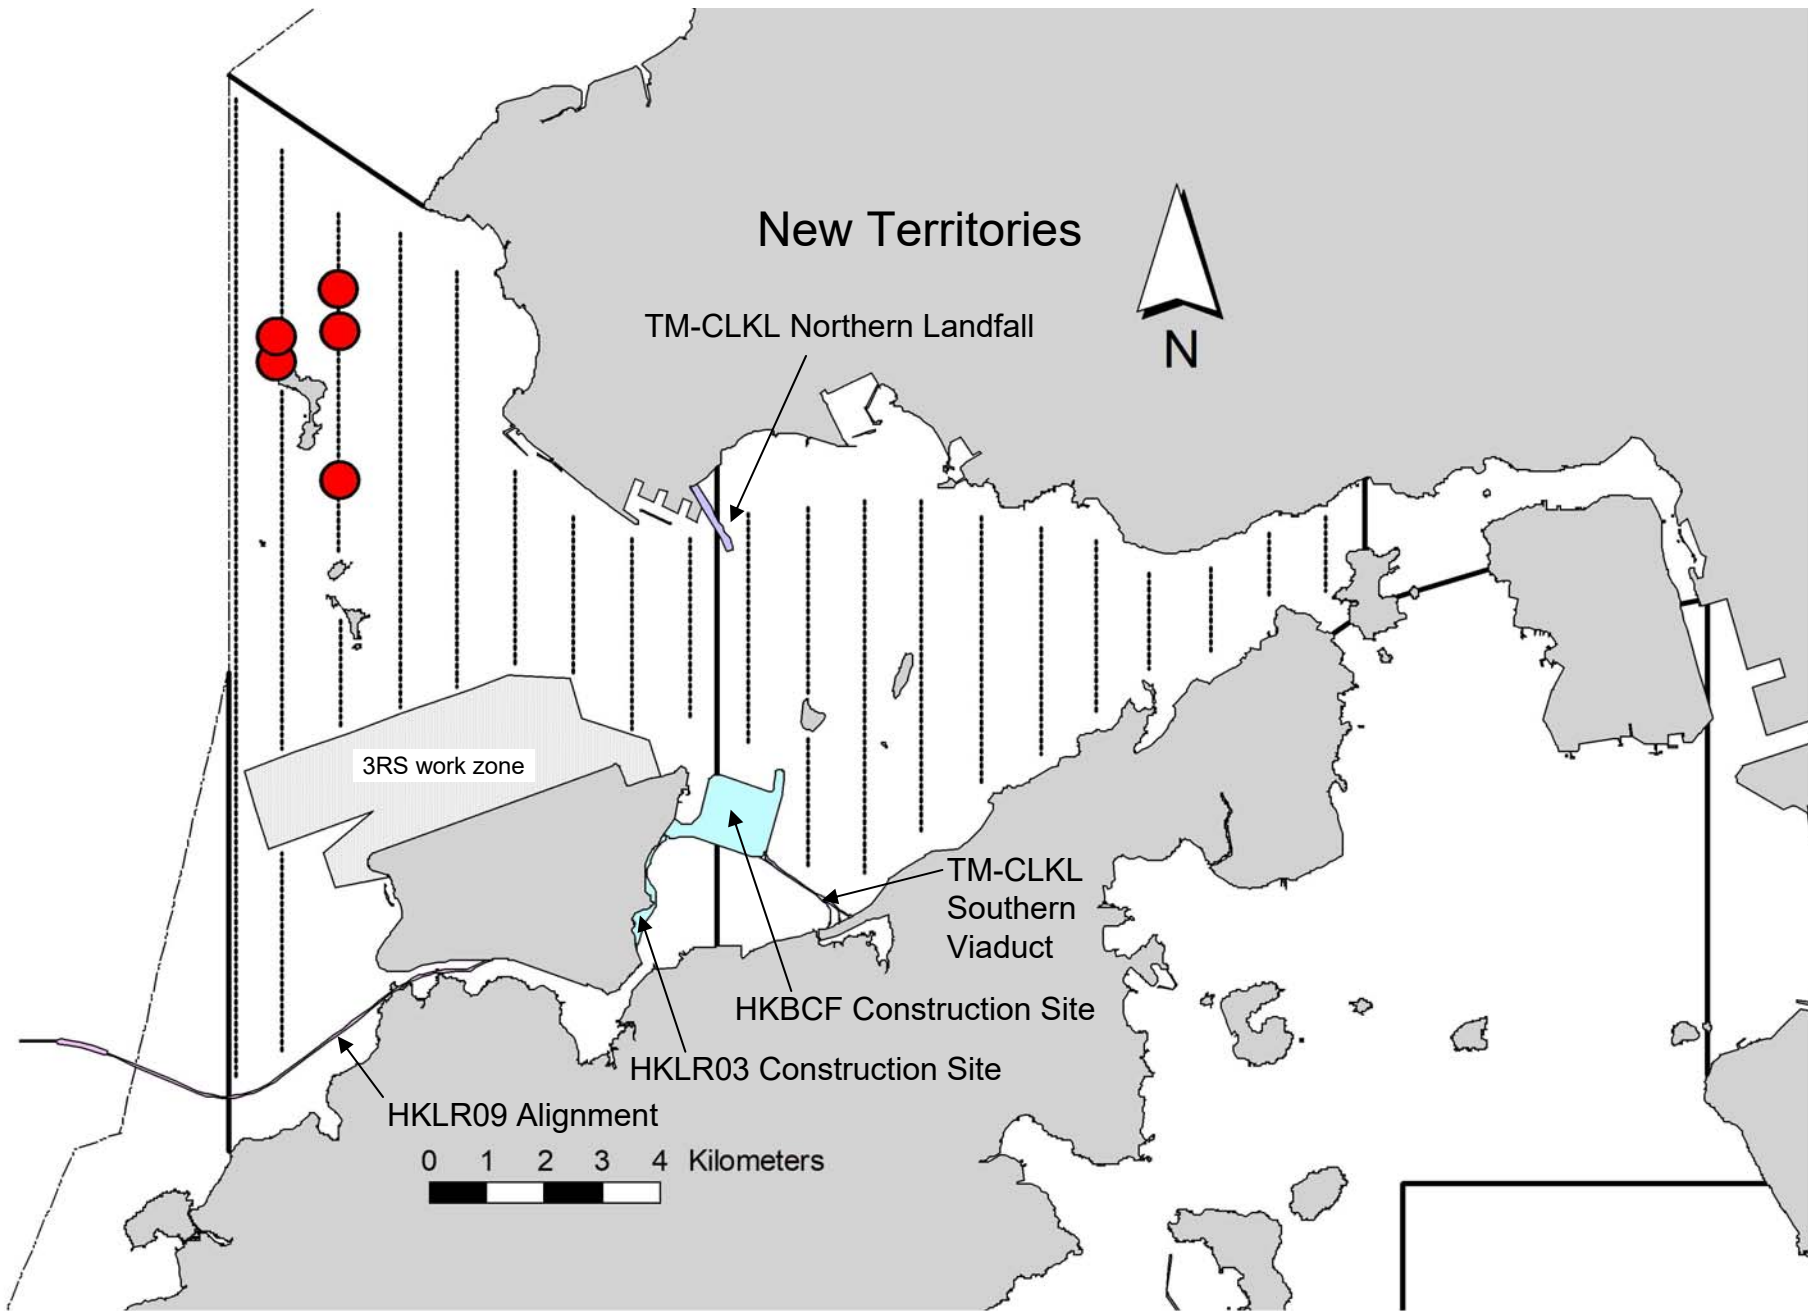 New Territories
TM-CLKL Northern Landfall
N
3RS work zone
TM-CLKL
Southern
Viaduct
HKBCF Construction Site
HKLR03 Construction Site
HKLR09 Alignment
0 1 2 3 4 Kilometers